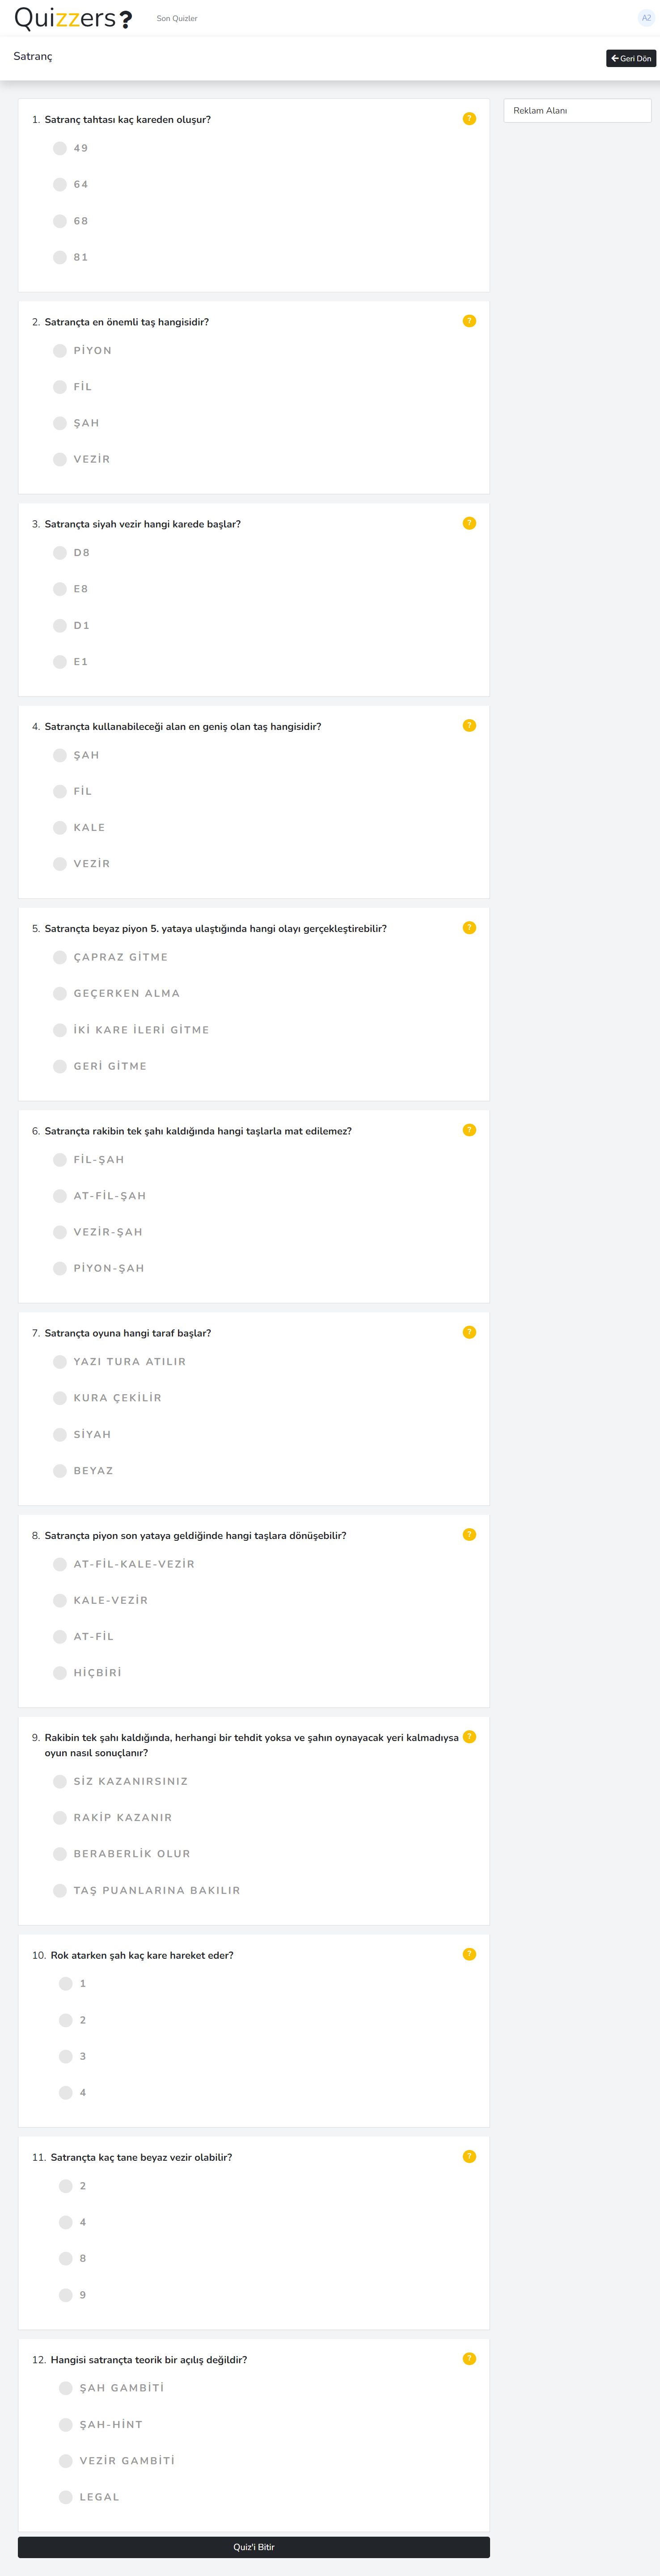 Quizzers?
Son Quizler
A2
Satranç
Geri Dön
Reklam Alanı
1. Satranç tahtası kaç kareden oluşur?
?
49
64
68
81
2. Satrançta en önemli taş hangisidir?
?
PİYON
FİL
ŞAH
VEZİR
3. Satrançta siyah vezir hangi karede başlar?
?
D8
E8
D1
E1
4. Satrançta kullanabileceği alan en geniş olan taş hangisidir?
?
ŞAH
FİL
KALE
VEZİR
5. Satrançta beyaz piyon 5. yataya ulaştığında hangi olayı gerçekleştirebilir?
?
ÇAPRAZ GİTME
GEÇERKEN ALMA
İKİ KARE İLERİ GİTME
GERİ GİTME
6. Satrançta rakibin tek şahı kaldığında hangi taşlarla mat edilemez?
?
FİL-ŞAH
AT-FİL-ŞAH
VEZİR-ŞAH
PİYON-ŞAH
7. Satrançta oyuna hangi taraf başlar?
?
YAZI TURA ATILIR
KURA ÇEKİLİR
SİYAH
BEYAZ
8. Satrançta piyon son yataya geldiğinde hangi taşlara dönüşebilir?
?
AT-FİL-KALE-VEZİR
KALE-VEZİR
AT-FİL
HİÇBİRİ
9. Rakibin tek şahı kaldığında, herhangi bir tehdit yoksa ve şahın oynayacak yeri kalmadıysa
?
oyun nasıl sonuçlanır?
SİZ KAZANIRSINIZ
RAKİP KAZANIR
BERABERLİK OLUR
TAŞ PUANLARINA BAKILIR
10. Rok atarken şah kaç kare hareket eder?
?
1
2
3
4
11. Satrançta kaç tane beyaz vezir olabilir?
?
2
4
8
9
12. Hangisi satrançta teorik bir açılış değildir?
?
ŞAH GAMBİTİ
ŞAH-HİNT
VEZİR GAMBİTİ
LEGAL
Quiz'i Bitir